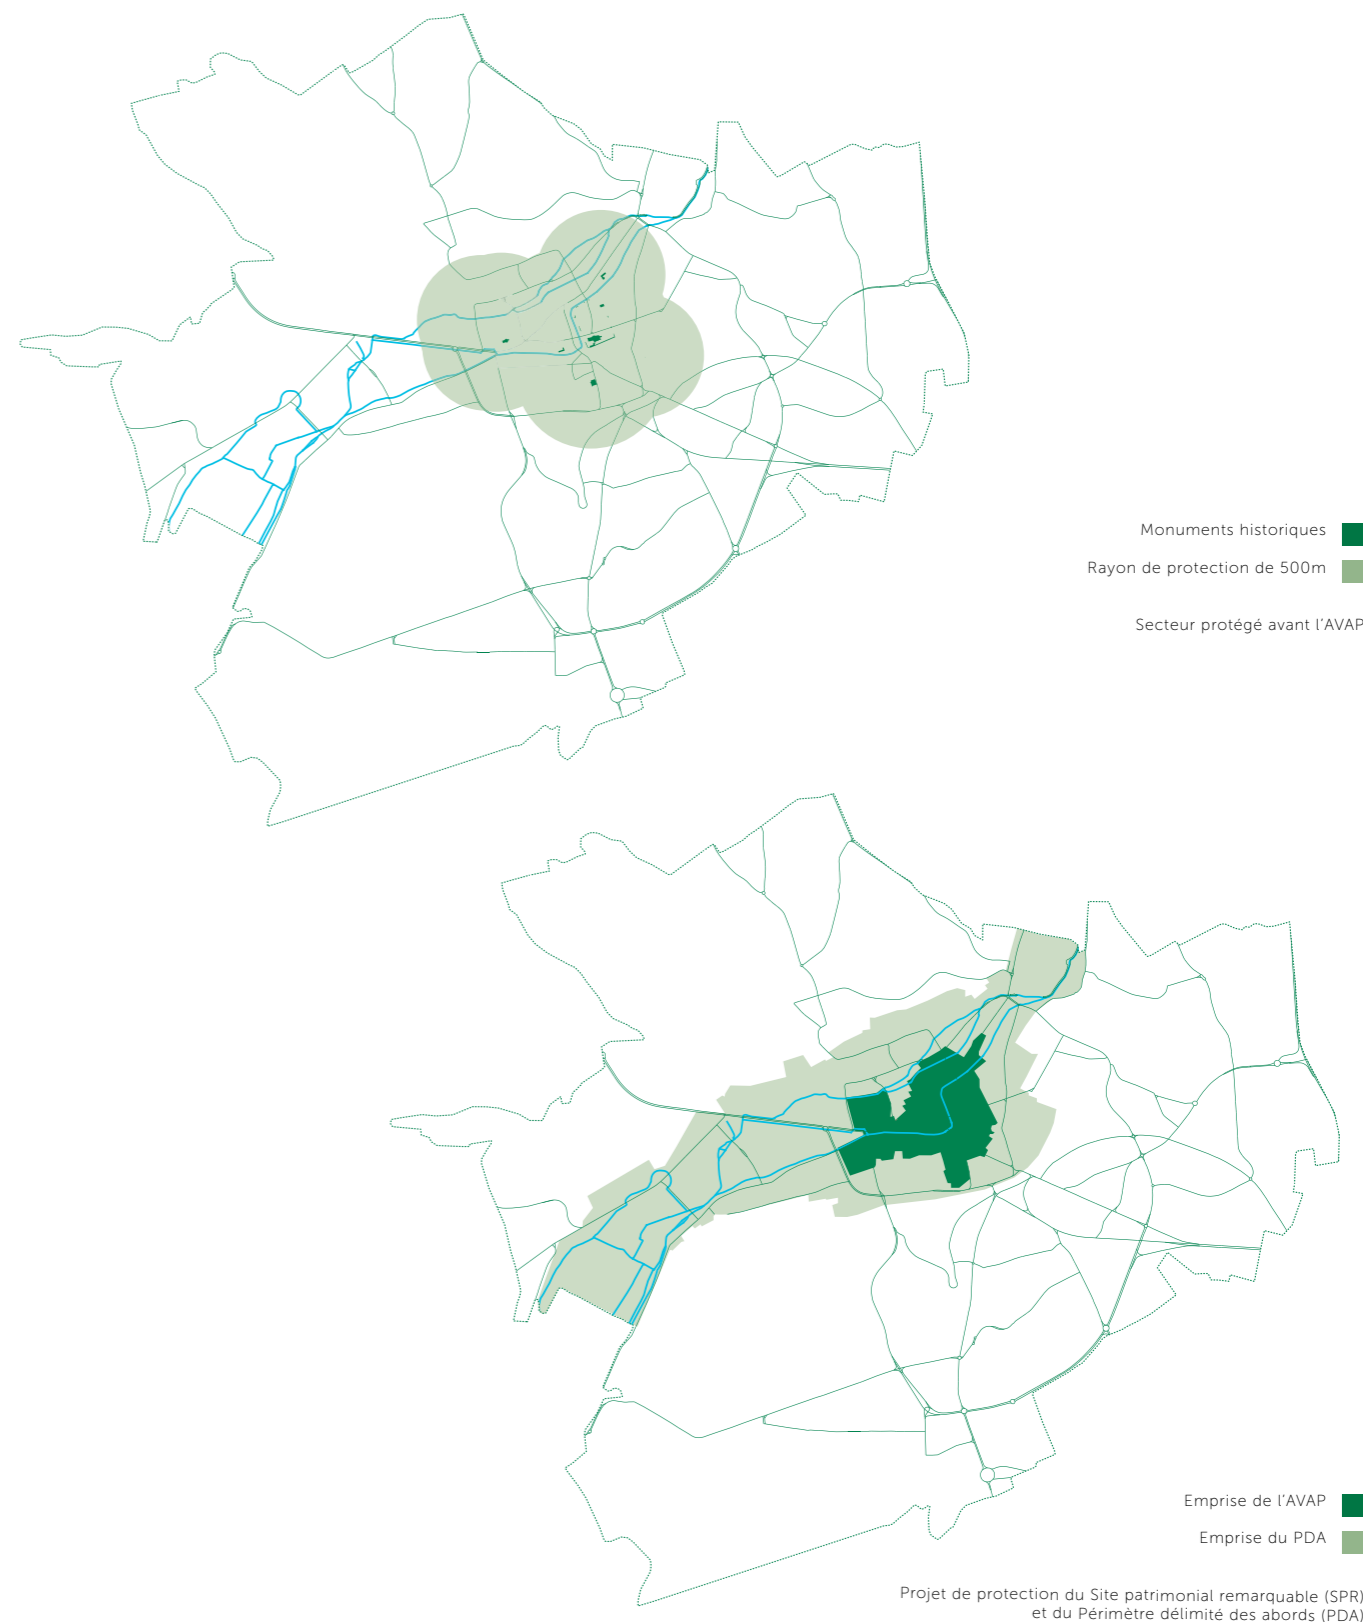 Monuments historiques
Rayon de protection de 500m
Secteur protégé avant l'AVAP
Emprise de l'AVAP
Emprise du PDA
Projet de protection du Site patrimonial remarquable (SPR)
et du Périmètre délimité des abords (PDA)